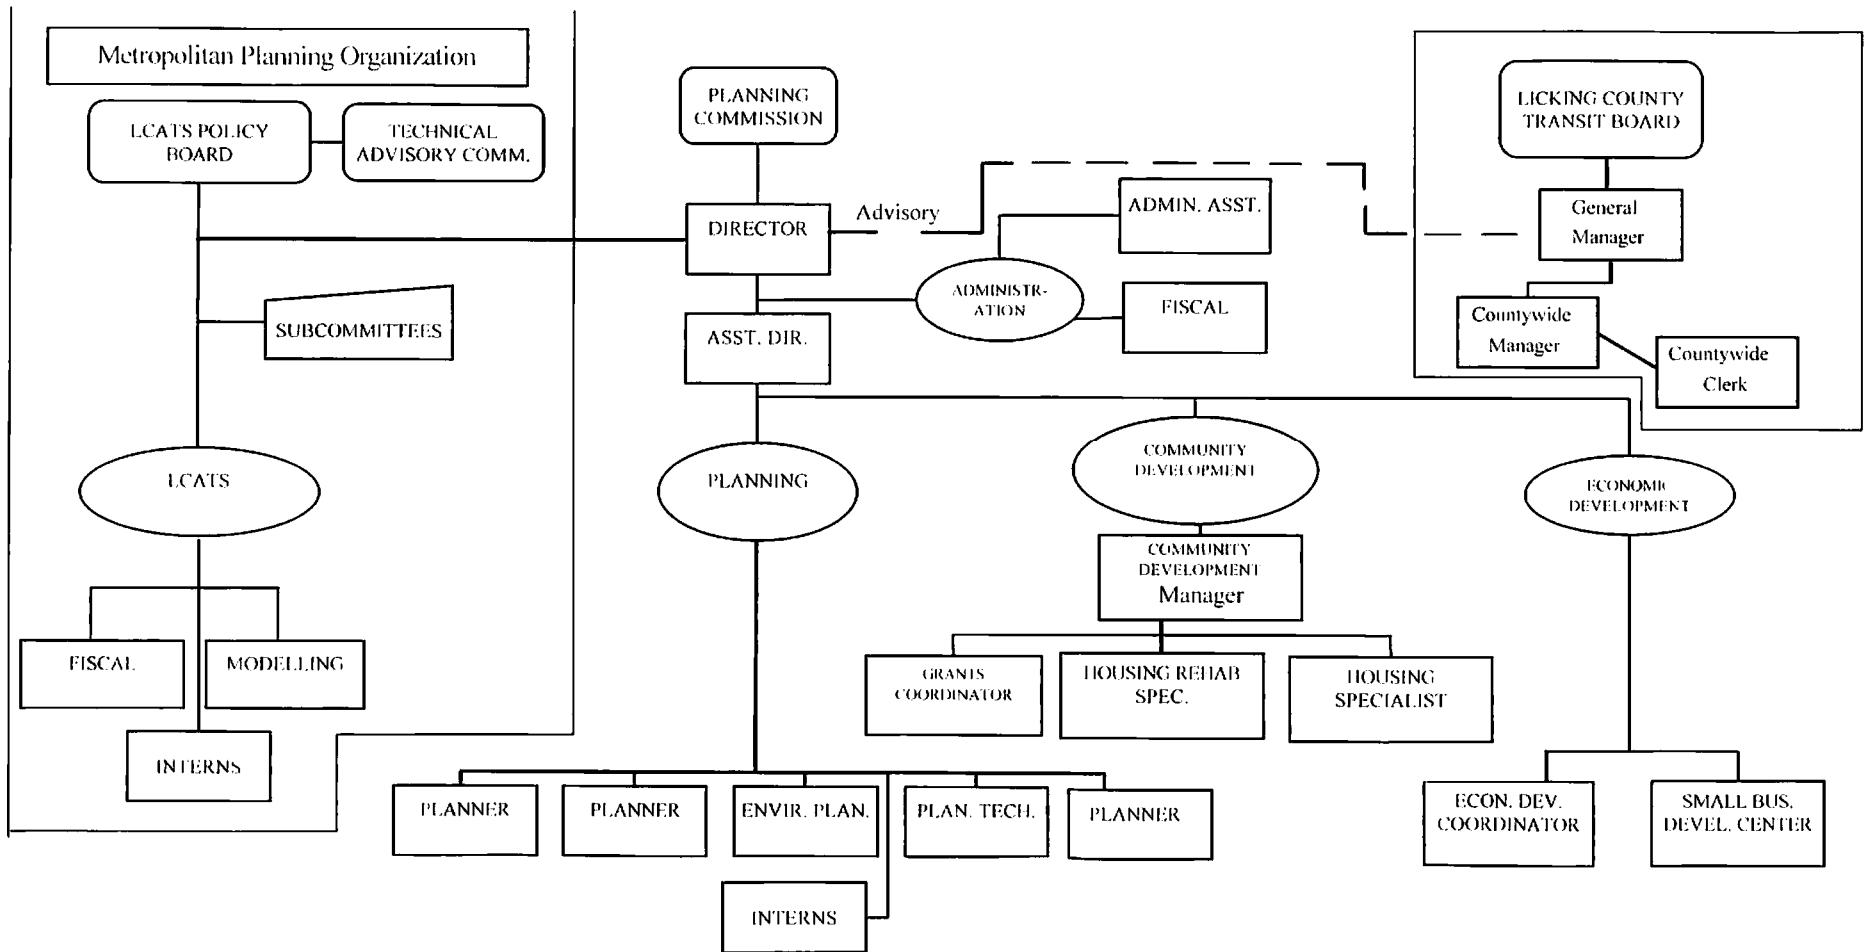 Metropolitan Planning Organization
LCATS POLICY
BOARD
TECHNICAL
ADVISORY COMM.
PLANNING
COMMISSION
LICKING COUNTY
TRANSIT BOARD
DIRECTOR
Advisory
ADMIN. ASST.
General
Manager
ADMINISTR-
ATION
FISCAL
SUBCOMMITTEES
ASST. DIR.
Countywide
Manager
Countywide
Clerk
LCATS
PLANNING
COMMUNITY
DEVELOPMENT
ECONOMIC
DEVELOPMENT
COMMUNITY
DEVELOPMENT
Manager
FISCAL
MODELLING
INTERNS
GRANTS
COORDINATOR
HOUSING REHAB
SPEC.
HOUSING
SPECIALIST
PLANNER
PLANNER
ENVIR. PLAN.
PLAN. TECH.
PLANNER
INTERNS
ECON. DEV.
COORDINATOR
SMALL BUS.
DEVEL. CENTER